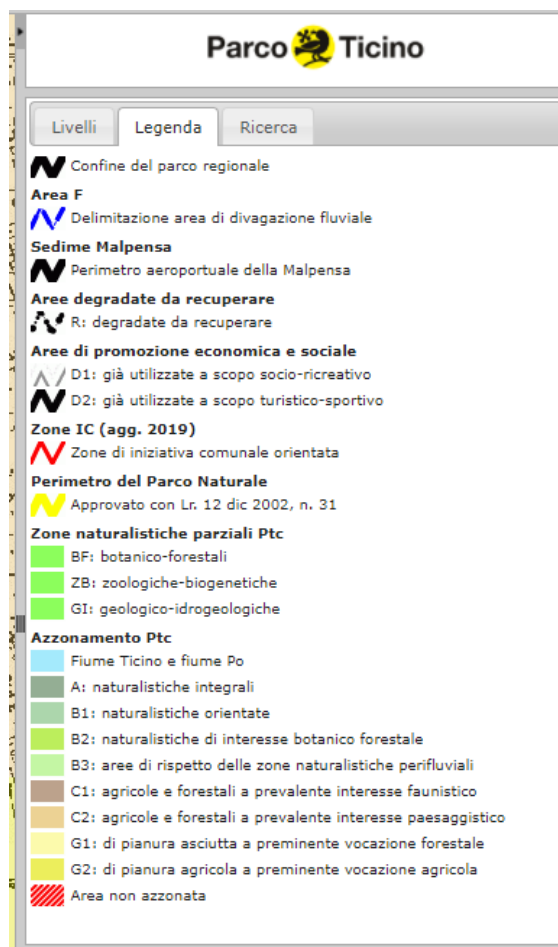 Parco Ticino
Livelli Legenda Ricerca
Confine del parco regionale
Area F
Delimitazione area di divagazione fluviale
Sedime Malpensa
Perimetro aeroportuale della Malpensa
Aree degradate da recuperare
R: degradate da recuperare
Aree di promozione economica e sociale
D1: già utilizzate a scopo socio-ricreativo
D2: già utilizzate a scopo turistico-sportivo
Zone IC (agg. 2019)
Zone di iniziativa comunale orientata
Perimetro del Parco Naturale
Approvato con Lr. 12 dic 2002, n. 31
Zone naturalistiche parziali Ptc
BF: botanico-forestali
ZB: zoologiche-biogenetiche
GI: geologico-idrogeologiche
Azzonamento Ptc
Fiume Ticino e fiume Po
A: naturalistiche integrali
B1: naturalistiche orientate
B2: naturalistiche di interesse botanico forestale
B3: aree di rispetto delle zone naturalistiche perifluviali
C1: agricole e forestali a prevalente interesse faunistico
C2: agricole e forestali a prevalente interesse paesaggistico
G1: di pianura asciutta a preminente vocazione forestale
G2: di pianura agricola a preminente vocazione agricola
Area non azzonata